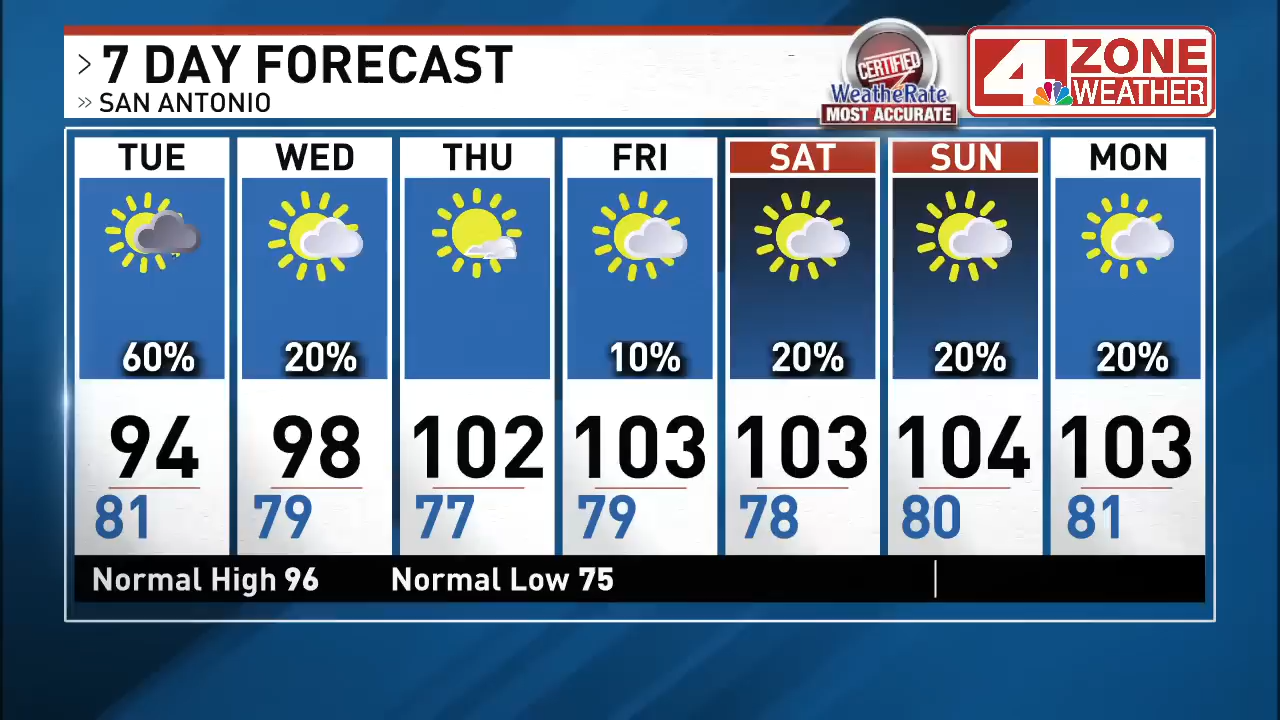 > 7 DAY FORECAST
» SAN ANTONIO
CERTIFIED
WeatheRate
MOST ACCURATE
4 ZONE
WEATHER
TUE WED THU FRI SAT SUN MON
60% 20% 10% 20% 20% 20%
94 98 102 103 103 104 103
81 79 77 79 78 80 81
Normal High 96 Normal Low 75